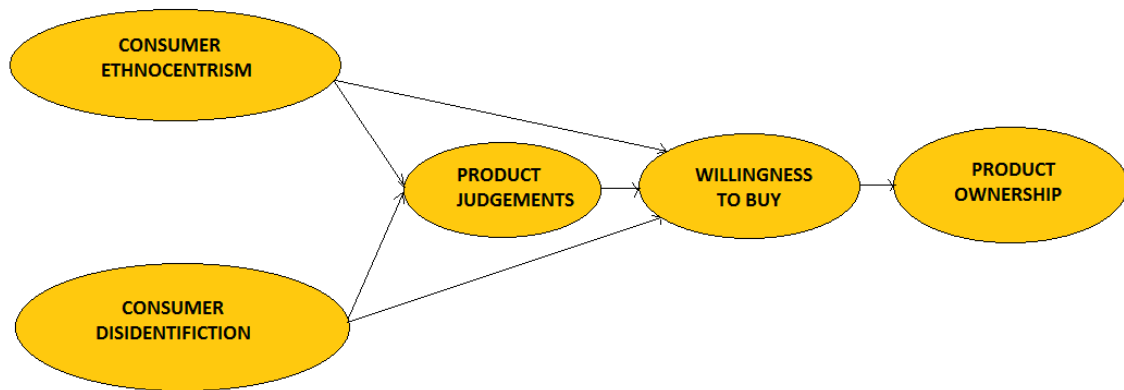 CONSUMER
ETHNOCENTRISM
PRODUCT
JUDGEMENTS
WILLINGNESS
TO BUY
PRODUCT
OWNERSHIP
CONSUMER
DISIDENTIFICTION